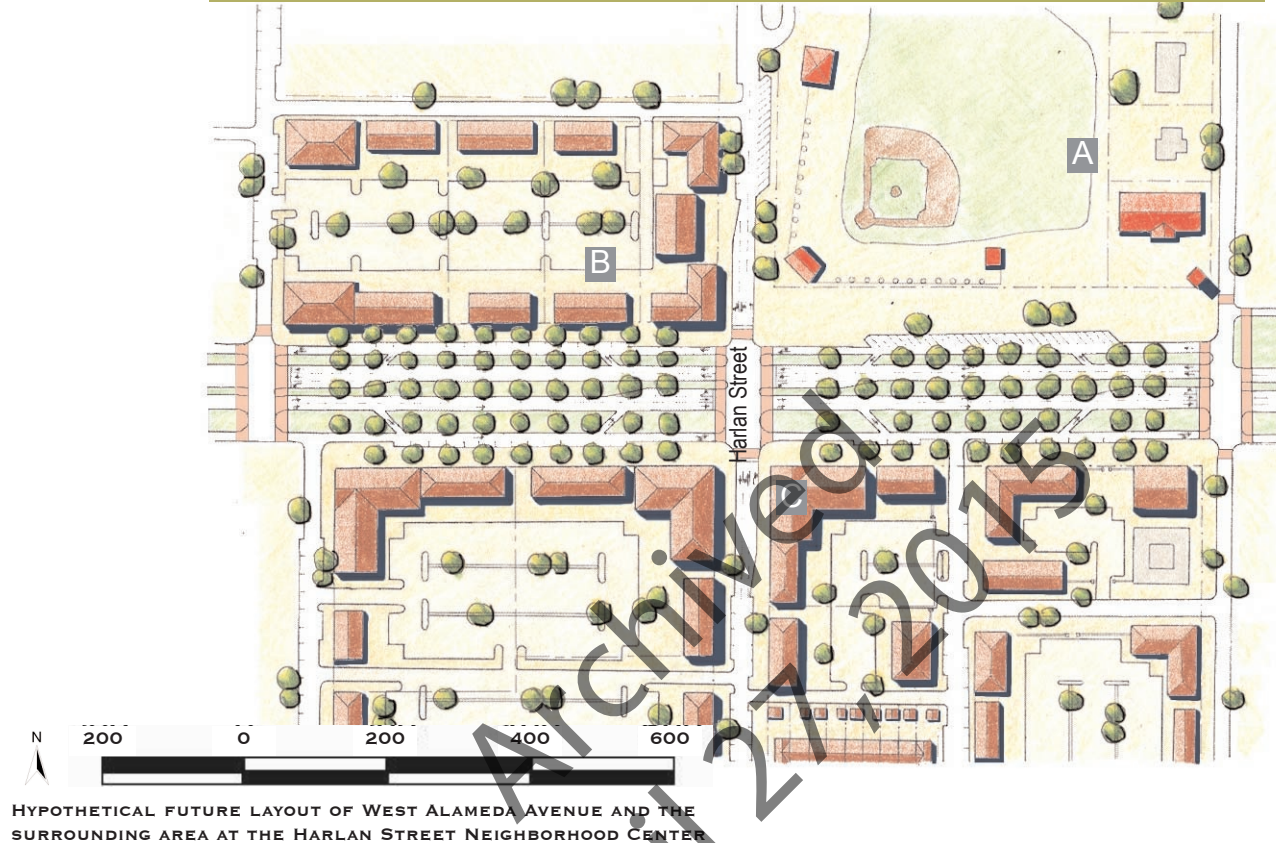 A
B
Harlan Street
C
Archived
27, 2015
N
200 0 200 400 600
HYPOTHETICAL FUTURE LAYOUT OF WEST ALAMEDA AVENUE AND THE
SURROUNDING AREA AT THE HARLAN STREET NEIGHBORHOOD CENTER